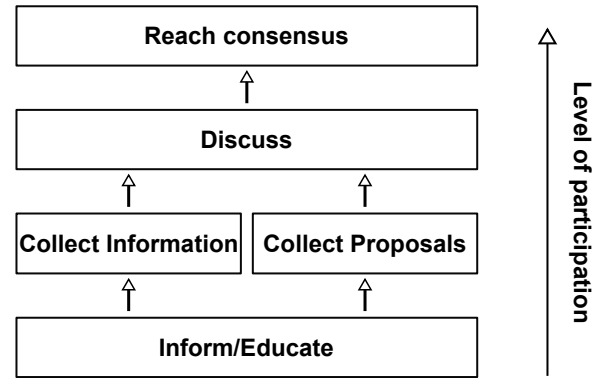 Reach consensus
Discuss
Collect Information
Collect Proposals
Inform/Educate
Level of participation